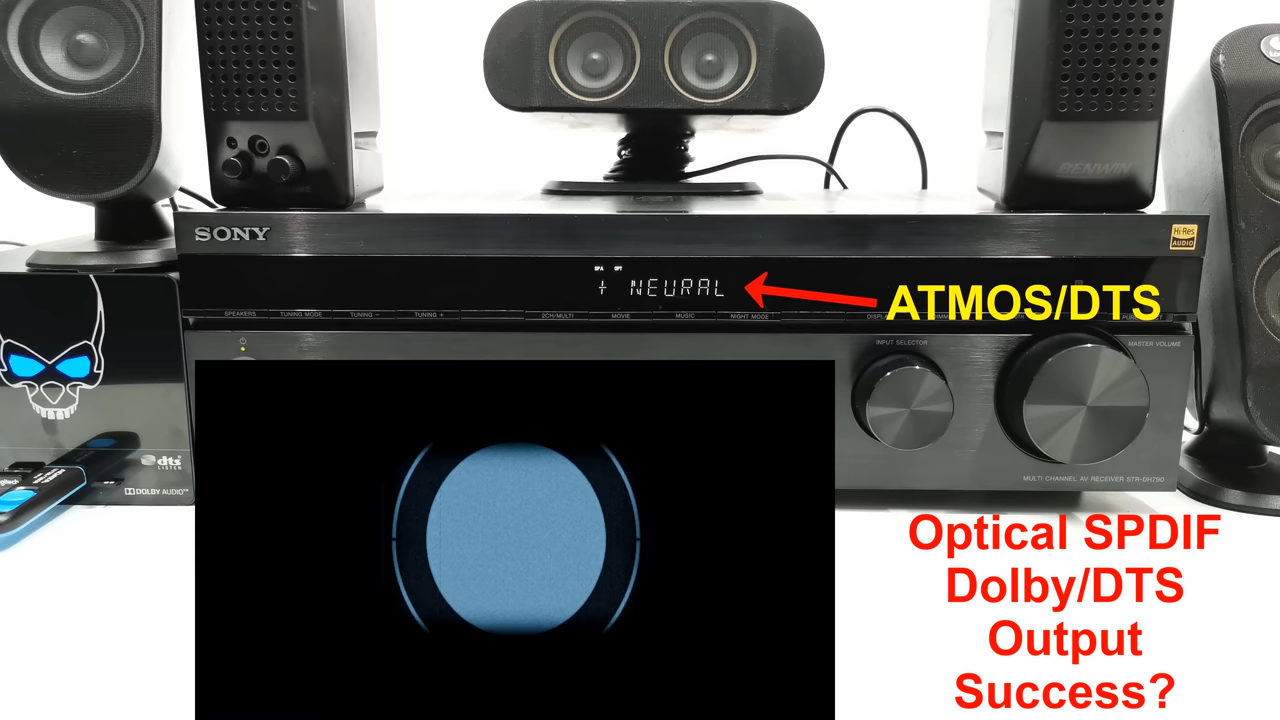 BENWIN
SONY
Hi-Res
AUDIO
SPA OPT
+ NEURAL
ATMOS/DTS
SPEAKERS TUNING MODE TUNING − TUNING + 2CH/MULTI MOVIE MUSIC NIGHT MODE
INPUT SELECTOR
MASTER VOLUME
dts
LISTEN
DOLBY AUDIO™
MULTI CHANNEL AV RECEIVER STR-DH790
Optical SPDIF
Dolby/DTS
Output
Success?